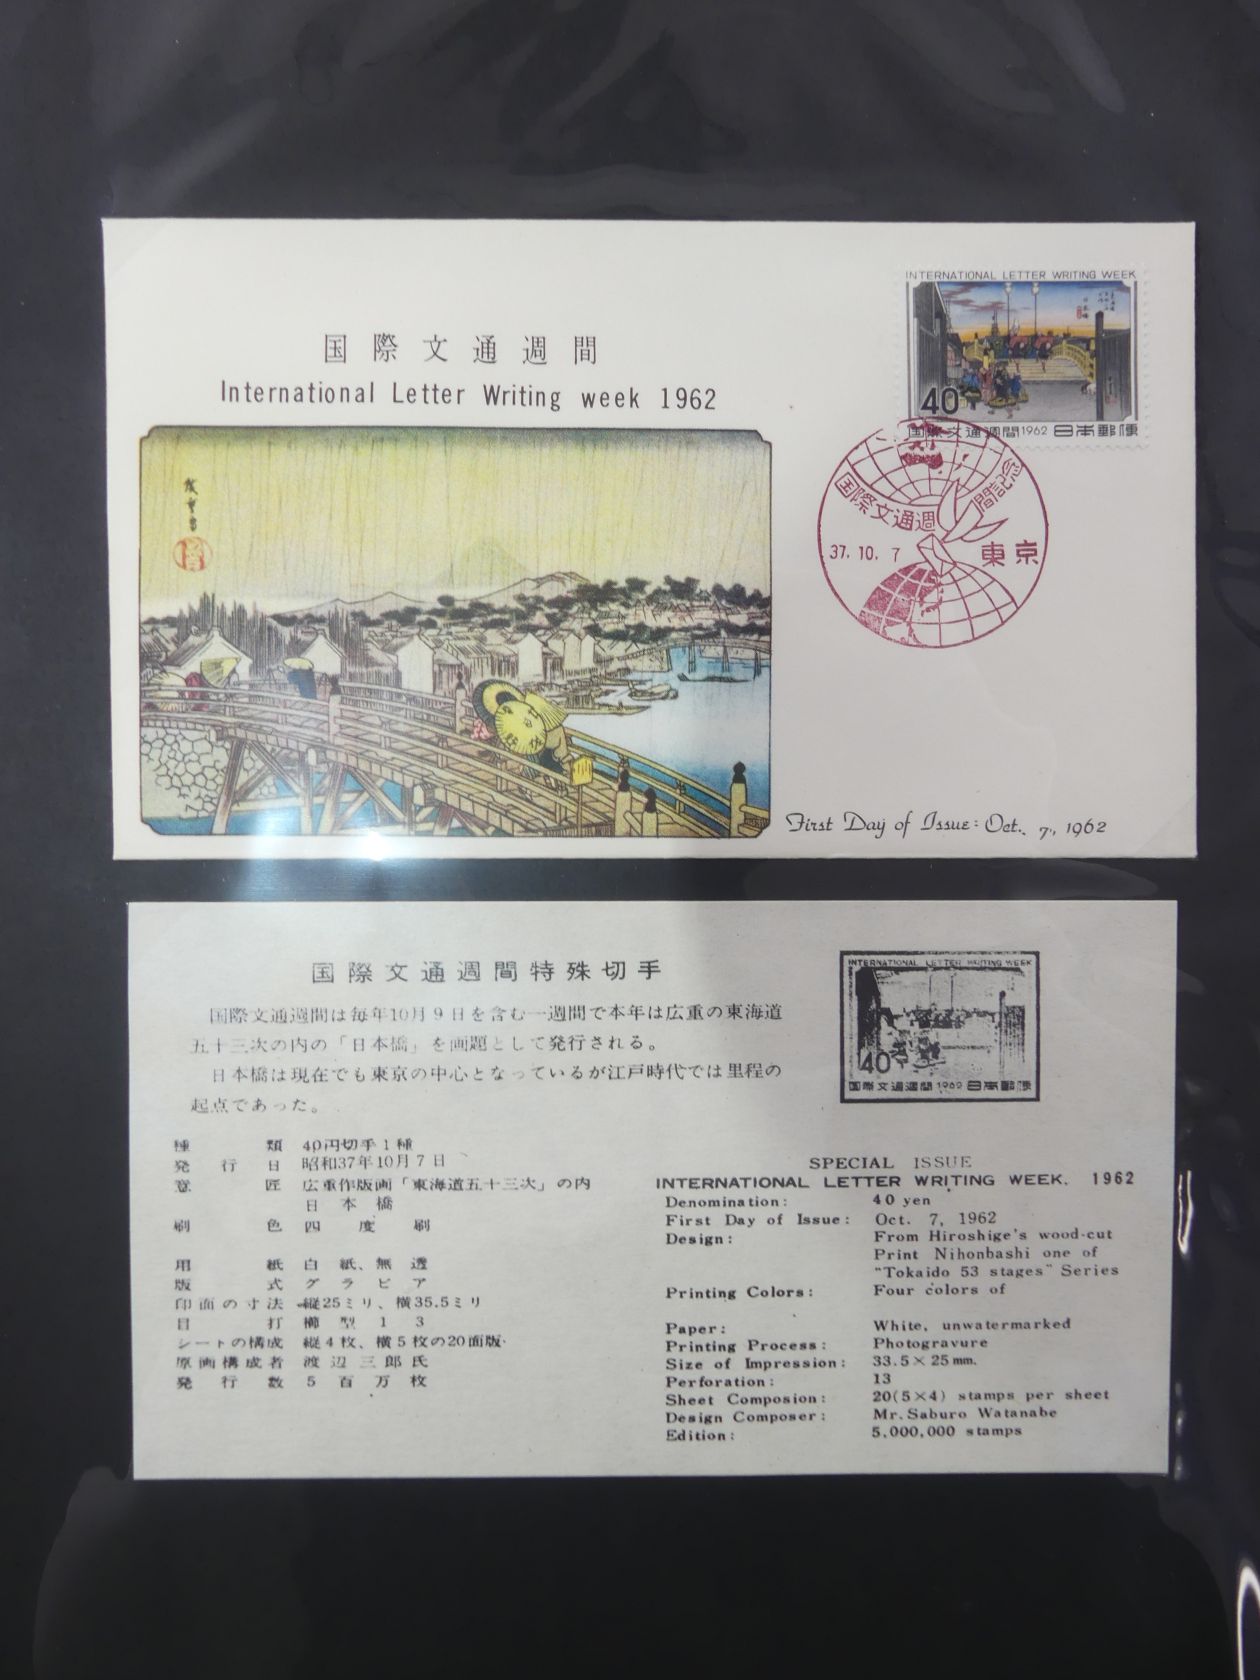 国際文通週間
International Letter Writing week 1962
INTERNATIONAL LETTER WRITING WEEK
40
国際文通週間1962 日本郵便
国際文通週間記念
37. 10. 7
東京
First Day of Issue: Oct. 7, 1962
国際文通週間特殊切手
国際文通週間は毎年10月9日を含む一週間で本年は広重の東海道
五十三次の内の「日本橋」を画題として発行される。
日本橋は現在でも東京の中心となっているが江戸時代では里程の
起点であった。
INTERNATIONAL LETTER WRITING WEEK
40
国際文通週間1962 日本郵便
種類 40円切手1種
発行日 昭和37年10月7日
意匠 広重作版画「東海道五十三次」の内
日本橋
刷色 四度刷
用紙 白紙、無透
版式 グラビア
印面の寸法 縦25ミリ、横35.5ミリ
目打 櫛型13
シートの構成 縦4枚、横5枚の20面版
原画構成者 渡辺三郎氏
発行数 5百万枚
SPECIAL ISSUE
INTERNATIONAL LETTER WRITING WEEK. 1962
Denomination: 40 yen
First Day of Issue: Oct. 7, 1962
Design: From Hiroshige's wood-cut
Print Nihonbashi one of
"Tokaido 53 stages" Series
Printing Colors: Four colors of
Paper: White, unwatermarked
Printing Process: Photogravure
Size of Impression: 33.5×25mm.
Perforation: 13
Sheet Composion: 20(5×4) stamps per sheet
Design Composer: Mr. Saburo Watanabe
Edition: 5,000,000 stamps